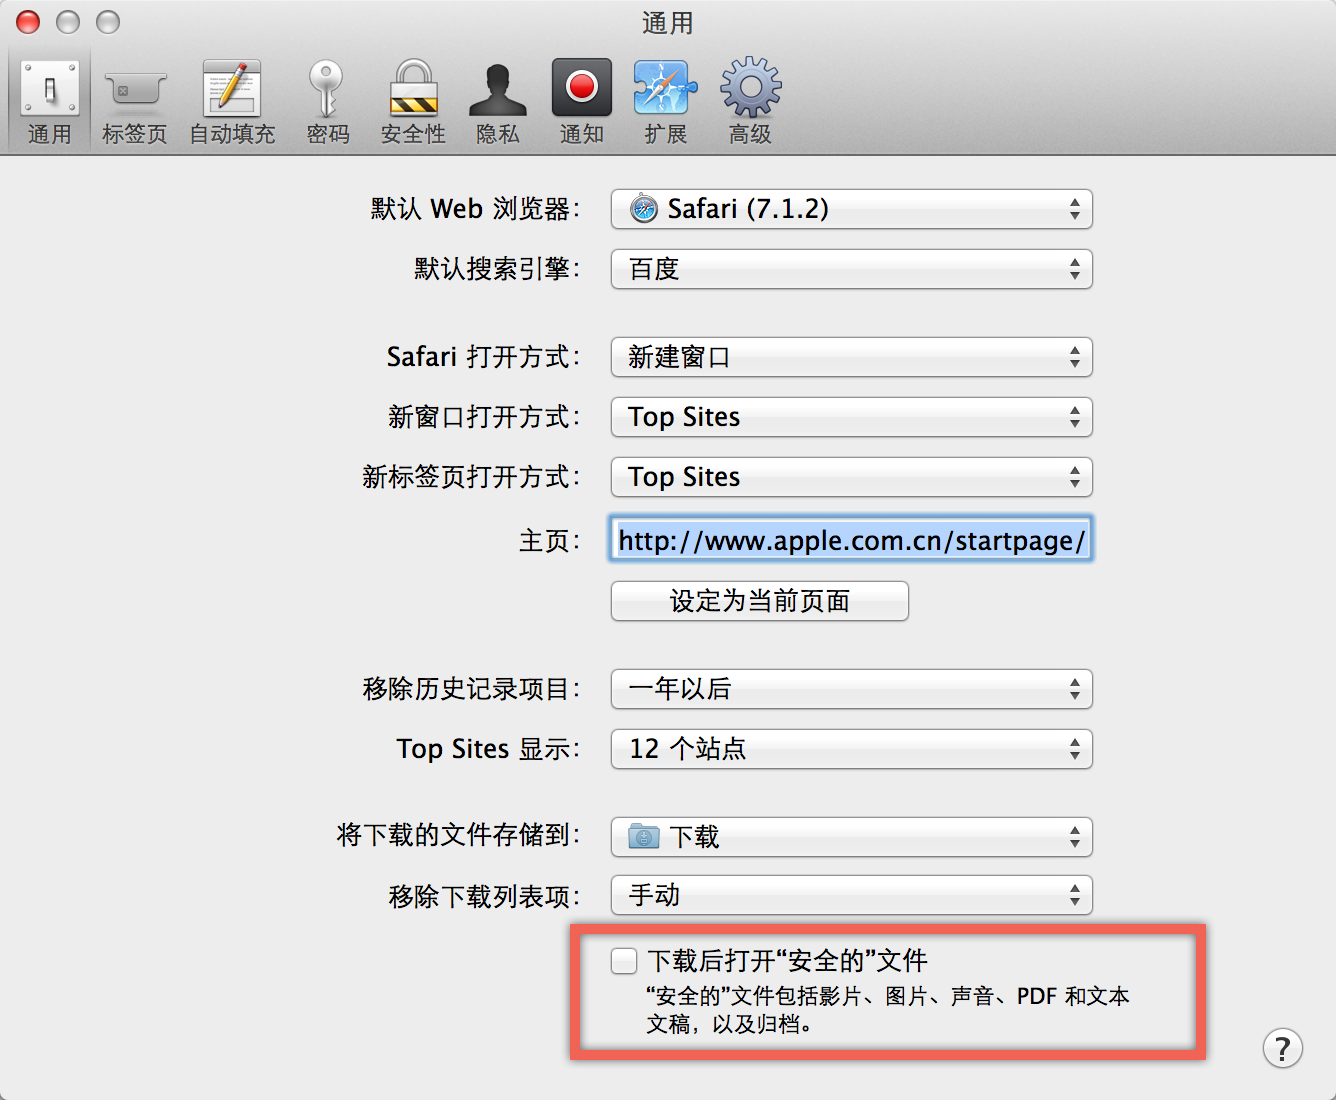 通用
通用 标签页 自动填充 密码 安全性 隐私 通知 扩展 高级
默认 Web 浏览器： Safari (7.1.2)
默认搜索引擎： 百度
Safari 打开方式： 新建窗口
新窗口打开方式： Top Sites
新标签页打开方式： Top Sites
主页： http://www.apple.com.cn/startpage/
设定为当前页面
移除历史记录项目： 一年以后
Top Sites 显示： 12 个站点
将下载的文件存储到： 下载
移除下载列表项： 手动
下载后打开“安全的”文件
“安全的”文件包括影片、图片、声音、PDF 和文本
文稿，以及归档。
?